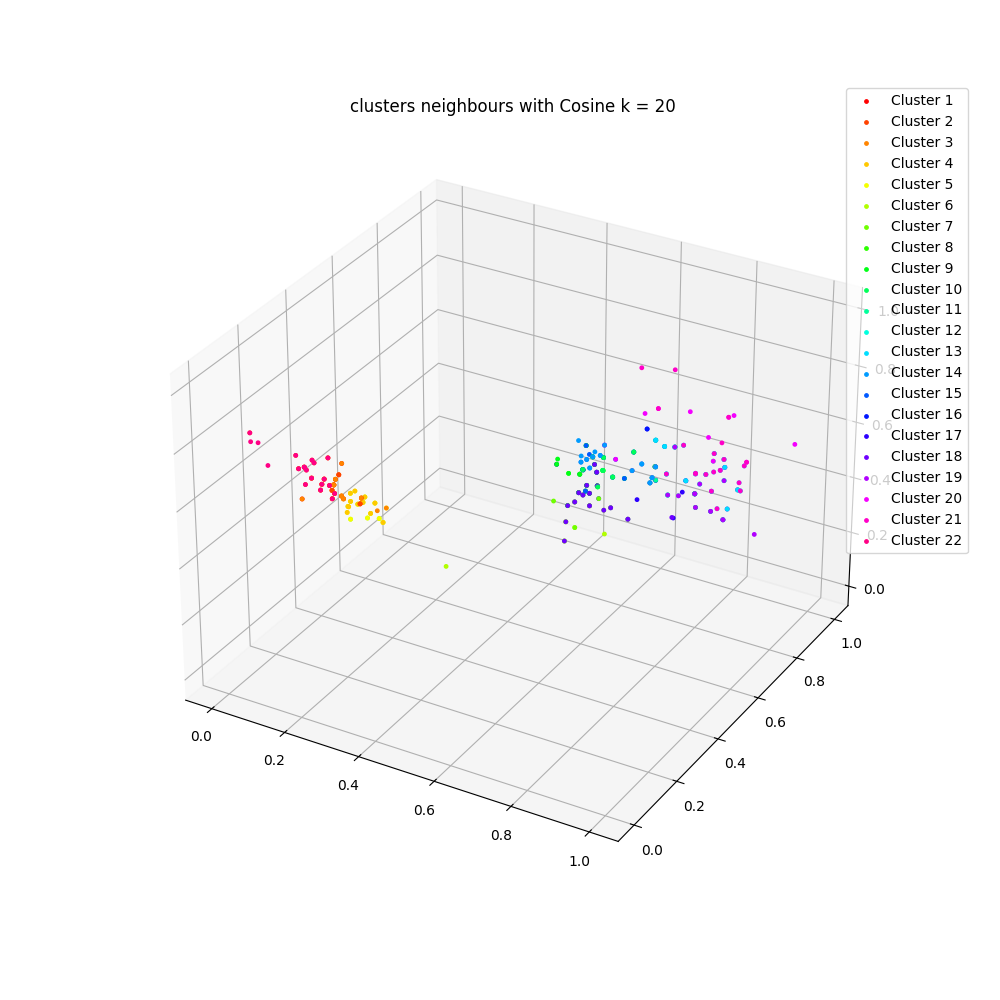 clusters neighbours with Cosine k = 20
Cluster 1
Cluster 2
Cluster 3
Cluster 4
Cluster 5
Cluster 6
Cluster 7
Cluster 8
Cluster 9
Cluster 10
Cluster 11
Cluster 12
Cluster 13
Cluster 14
Cluster 15
Cluster 16
Cluster 17
Cluster 18
Cluster 19
Cluster 20
Cluster 21
Cluster 22
0.8
0.6
0.4
0.2
0.0
0.0
0.2
0.4
0.6
0.8
1.0
0.0
0.2
0.4
0.6
0.8
1.0